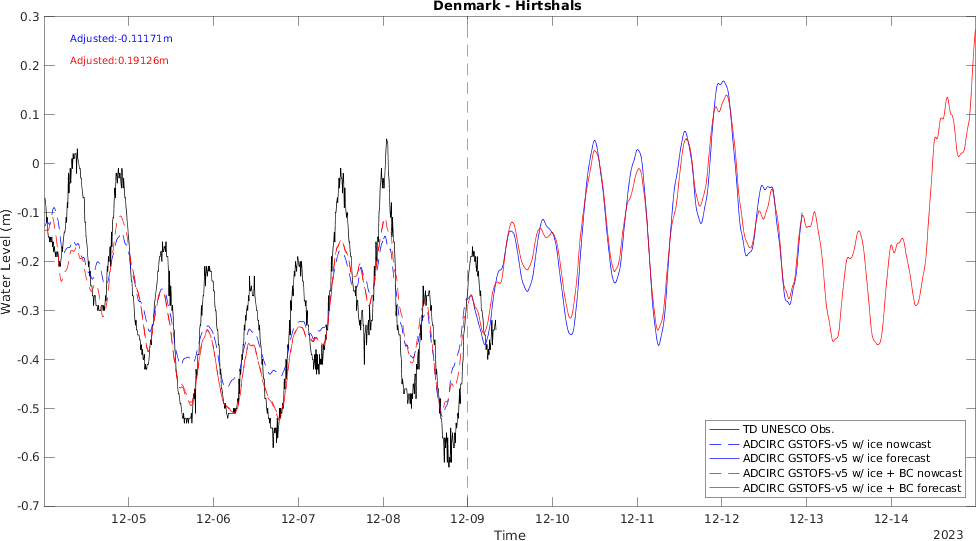 Denmark - Hirtshals
0.3
0.2
0.1
0
-0.1
-0.2
-0.3
-0.4
-0.5
-0.6
-0.7
Water Level (m)
Adjusted:-0.11171m
Adjusted:0.19126m
TD UNESCO Obs.
ADCIRC GSTOFS-v5 w/ ice nowcast
ADCIRC GSTOFS-v5 w/ ice forecast
ADCIRC GSTOFS-v5 w/ ice + BC nowcast
ADCIRC GSTOFS-v5 w/ ice + BC forecast
12-05 12-06 12-07 12-08 12-09 12-10 12-11 12-12 12-13 12-14
Time
2023